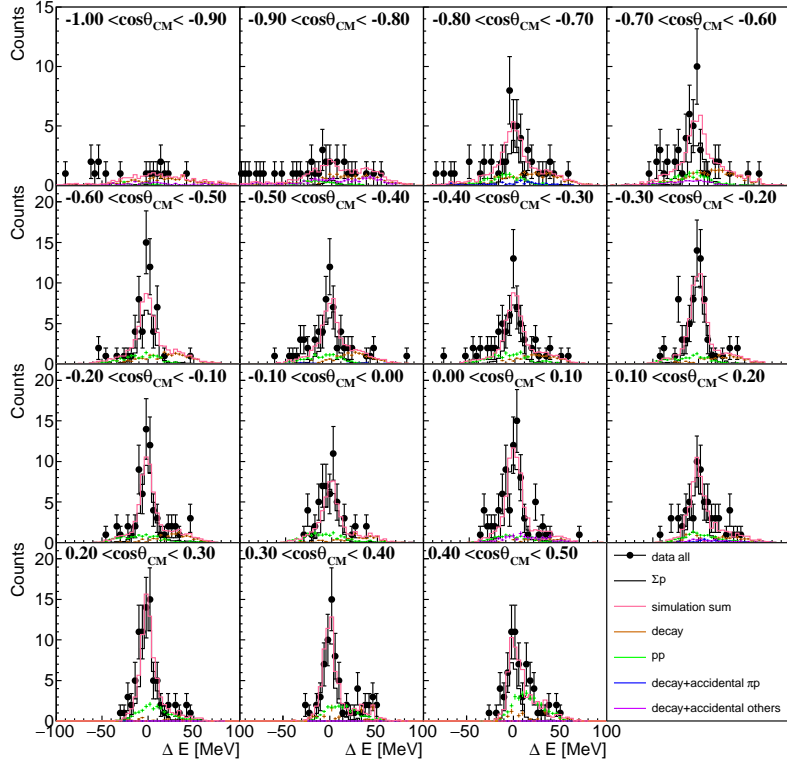 Counts
15
10
5
0
-1.00 <cosθCM< -0.90
-0.90 <cosθCM< -0.80
-0.80 <cosθCM< -0.70
-0.70 <cosθCM< -0.60
Counts
20
15
10
5
0
-0.60 <cosθCM< -0.50
-0.50 <cosθCM< -0.40
-0.40 <cosθCM< -0.30
-0.30 <cosθCM< -0.20
Counts
20
15
10
5
0
-0.20 <cosθCM< -0.10
-0.10 <cosθCM< 0.00
0.00 <cosθCM< 0.10
0.10 <cosθCM< 0.20
Counts
20
15
10
5
0
0.20 <cosθCM< 0.30
0.30 <cosθCM< 0.40
0.40 <cosθCM< 0.50
data all
Σp
simulation sum
decay
pp
decay+accidental πp
decay+accidental others
−100 −50 0 50 100 −50 0 50 100 −50 0 50 100
Δ E [MeV] Δ E [MeV] Δ E [MeV]